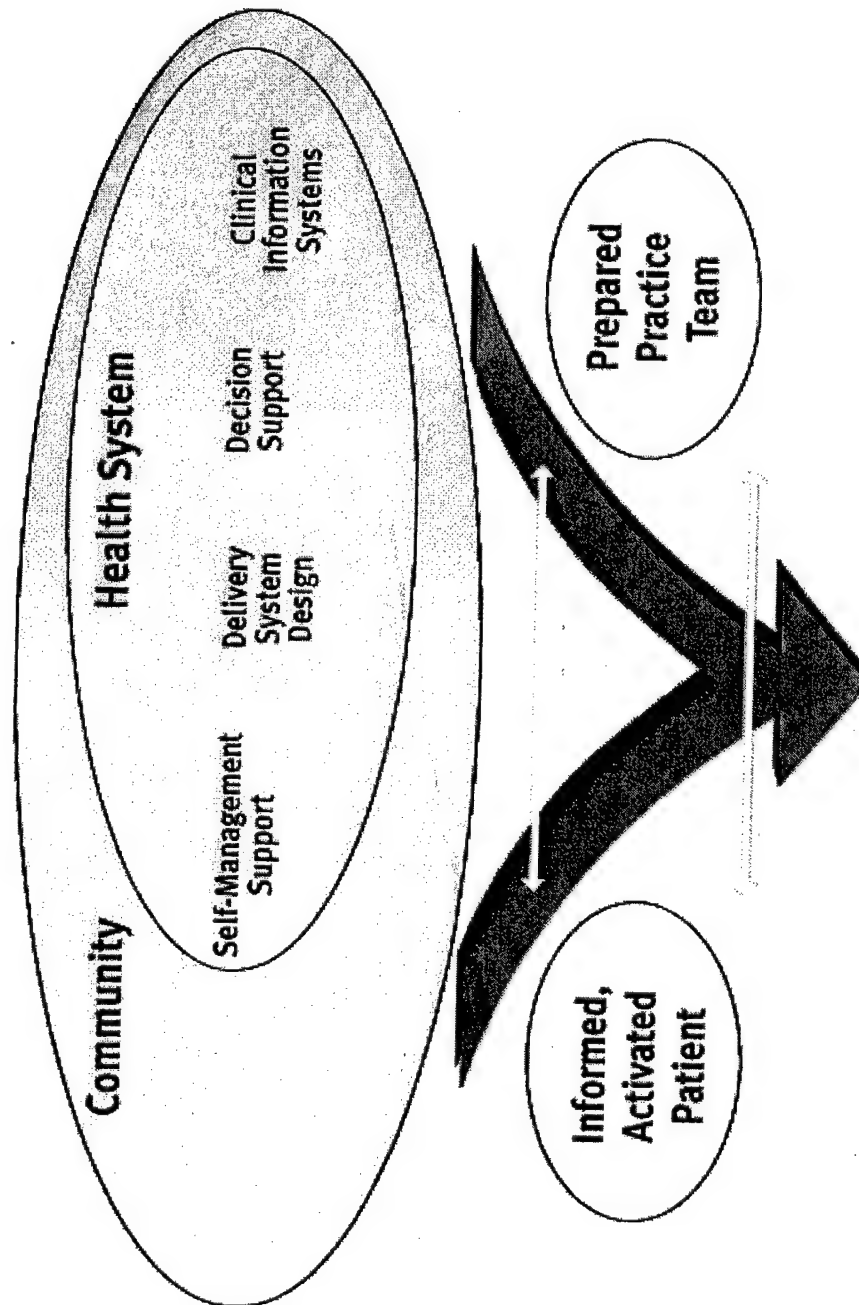 Community
Health System
Self-Management
Support
Delivery
System
Design
Decision
Support
Clinical
Information
Systems
Informed,
Activated
Patient
Prepared
Practice
Team